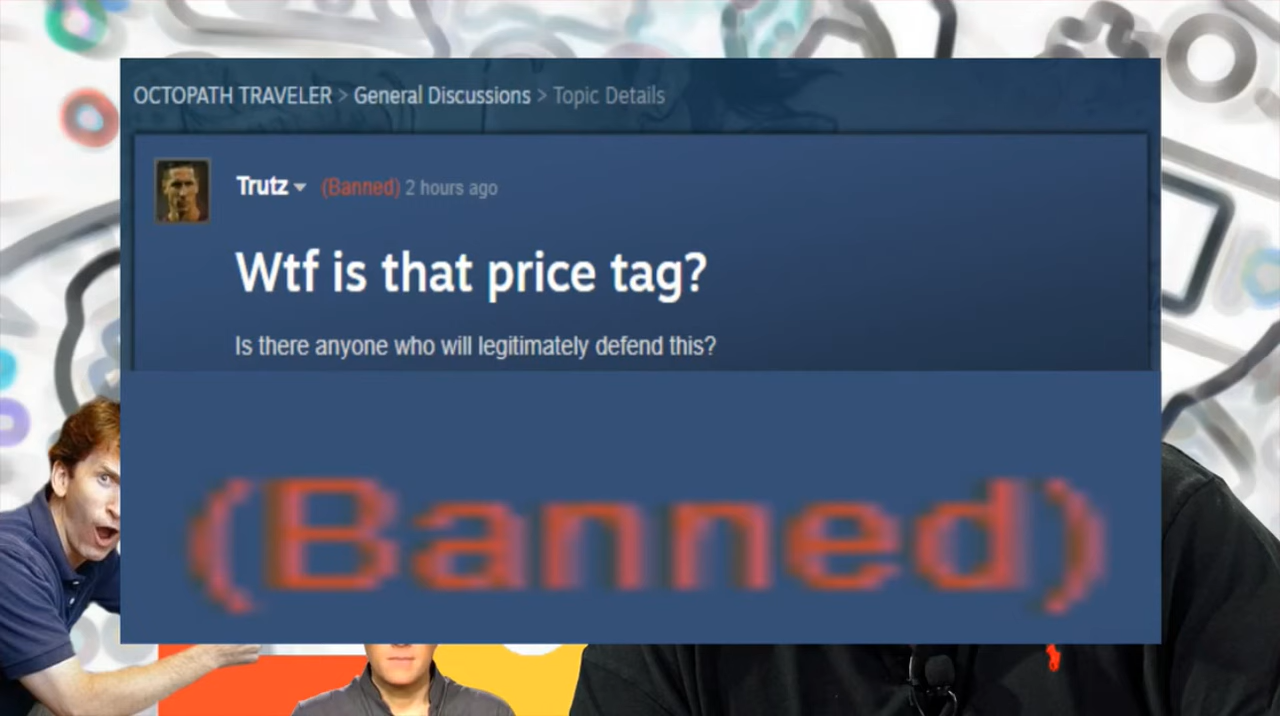 OCTOPATH TRAVELER > General Discussions > Topic Details
Trutz (Banned) 2 hours ago
Wtf is that price tag?
Is there anyone who will legitimately defend this?
(Banned)